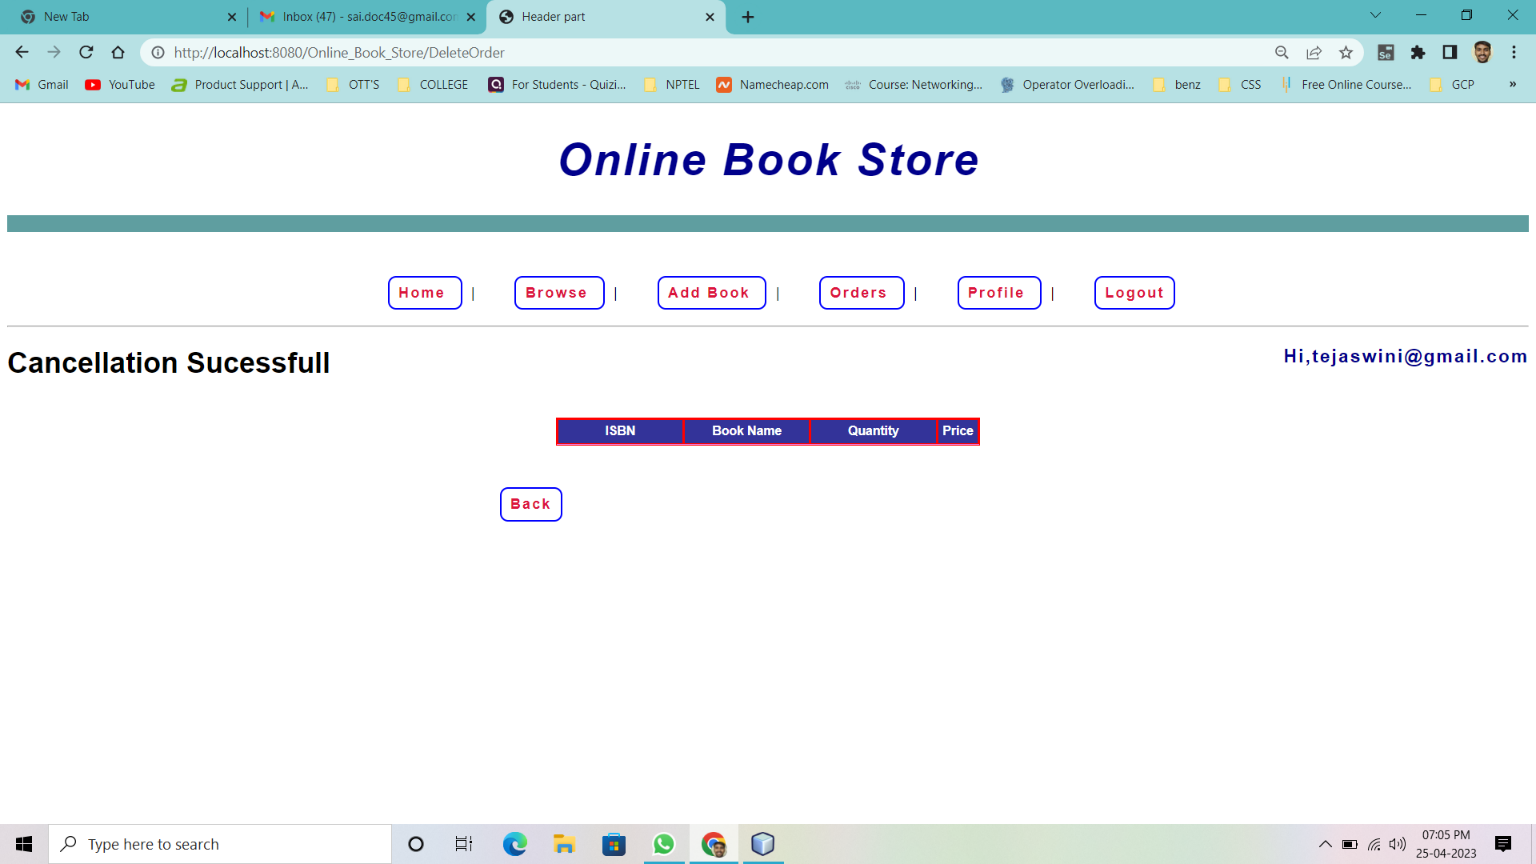 New Tab
Inbox (47) - sai.doc45@gmail.co
Header part
http://localhost:8080/Online_Book_Store/DeleteOrder
Se
Gmail YouTube Product Support | A... OTT'S COLLEGE For Students - Quizi... NPTEL Namecheap.com Course: Networking... Operator Overloadi... benz CSS Free Online Course... GCP »
Online Book Store
Home | Browse | Add Book | Orders | Profile | Logout
Cancellation Sucessfull
Hi,tejaswini@gmail.com
ISBN Book Name Quantity Price
Back
Type here to search
07:05 PM
25-04-2023